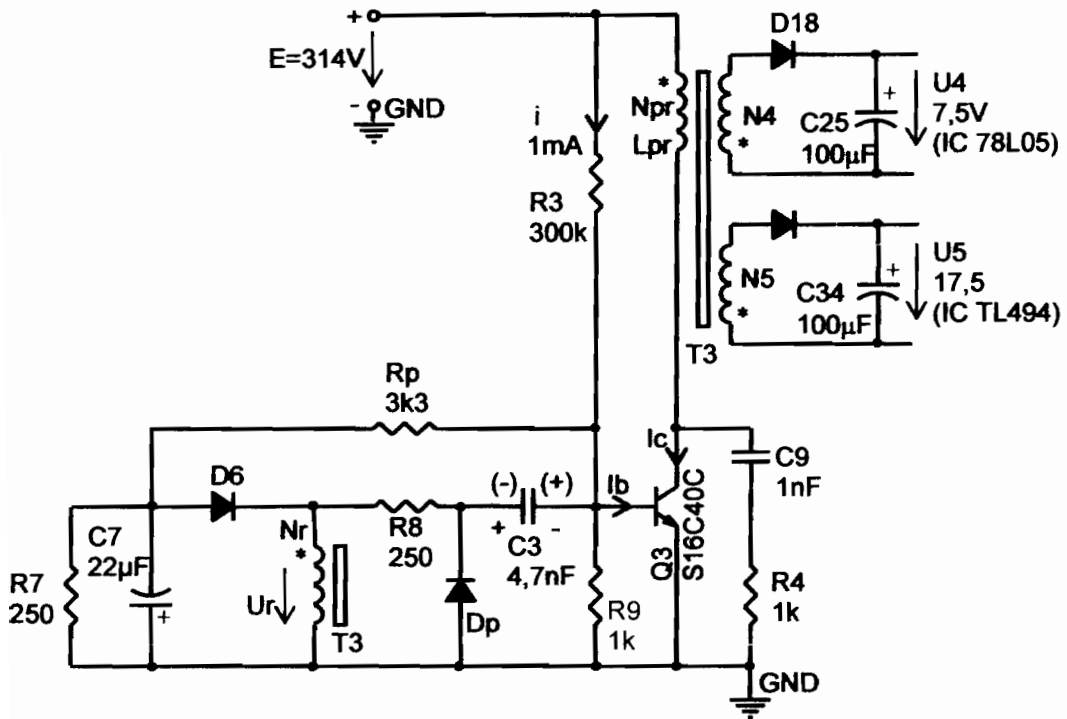 +
E=314V
-
GND
i
1mA
R3
300k
*
Npr
Lpr
T3
D18
N4
*
C25
100µF
+
U4
7,5V
(IC 78L05)
N5
*
C34
100µF
+
U5
17,5
(IC TL494)
Rp
3k3
D6
R7
250
C7
22µF
+
Nr
*
Ur
T3
R8
250
Dp
(-)
(+)
+
-
C3
4,7nF
Ib
R9
1k
Ic
Q3
S16C40C
C9
1nF
R4
1k
GND